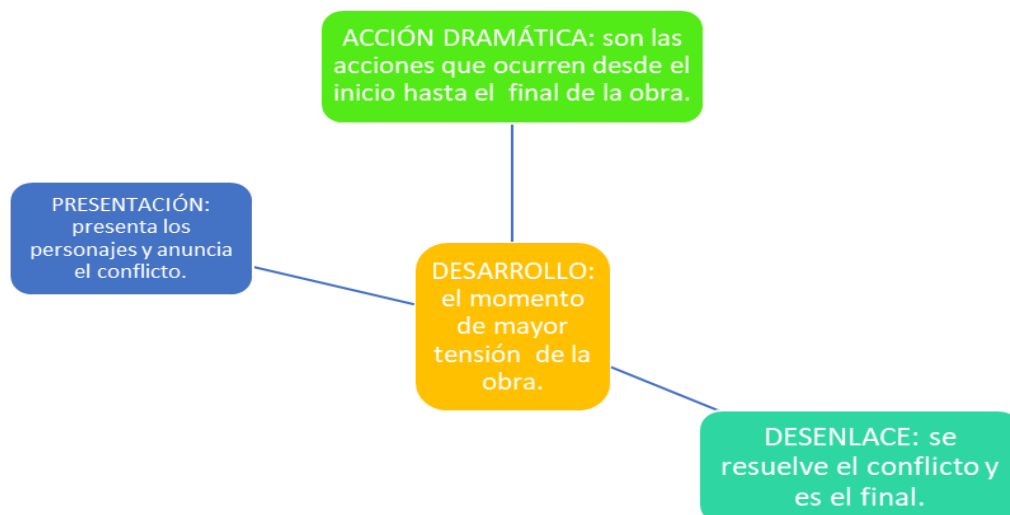 ACCIÓN DRAMÁTICA: son las
acciones que ocurren desde el
inicio hasta el final de la obra.
PRESENTACIÓN:
presenta los
personajes y anuncia
el conflicto.
DESARROLLO:
el momento
de mayor
tensión de la
obra.
DESENLACE: se
resuelve el conflicto y
es el final.